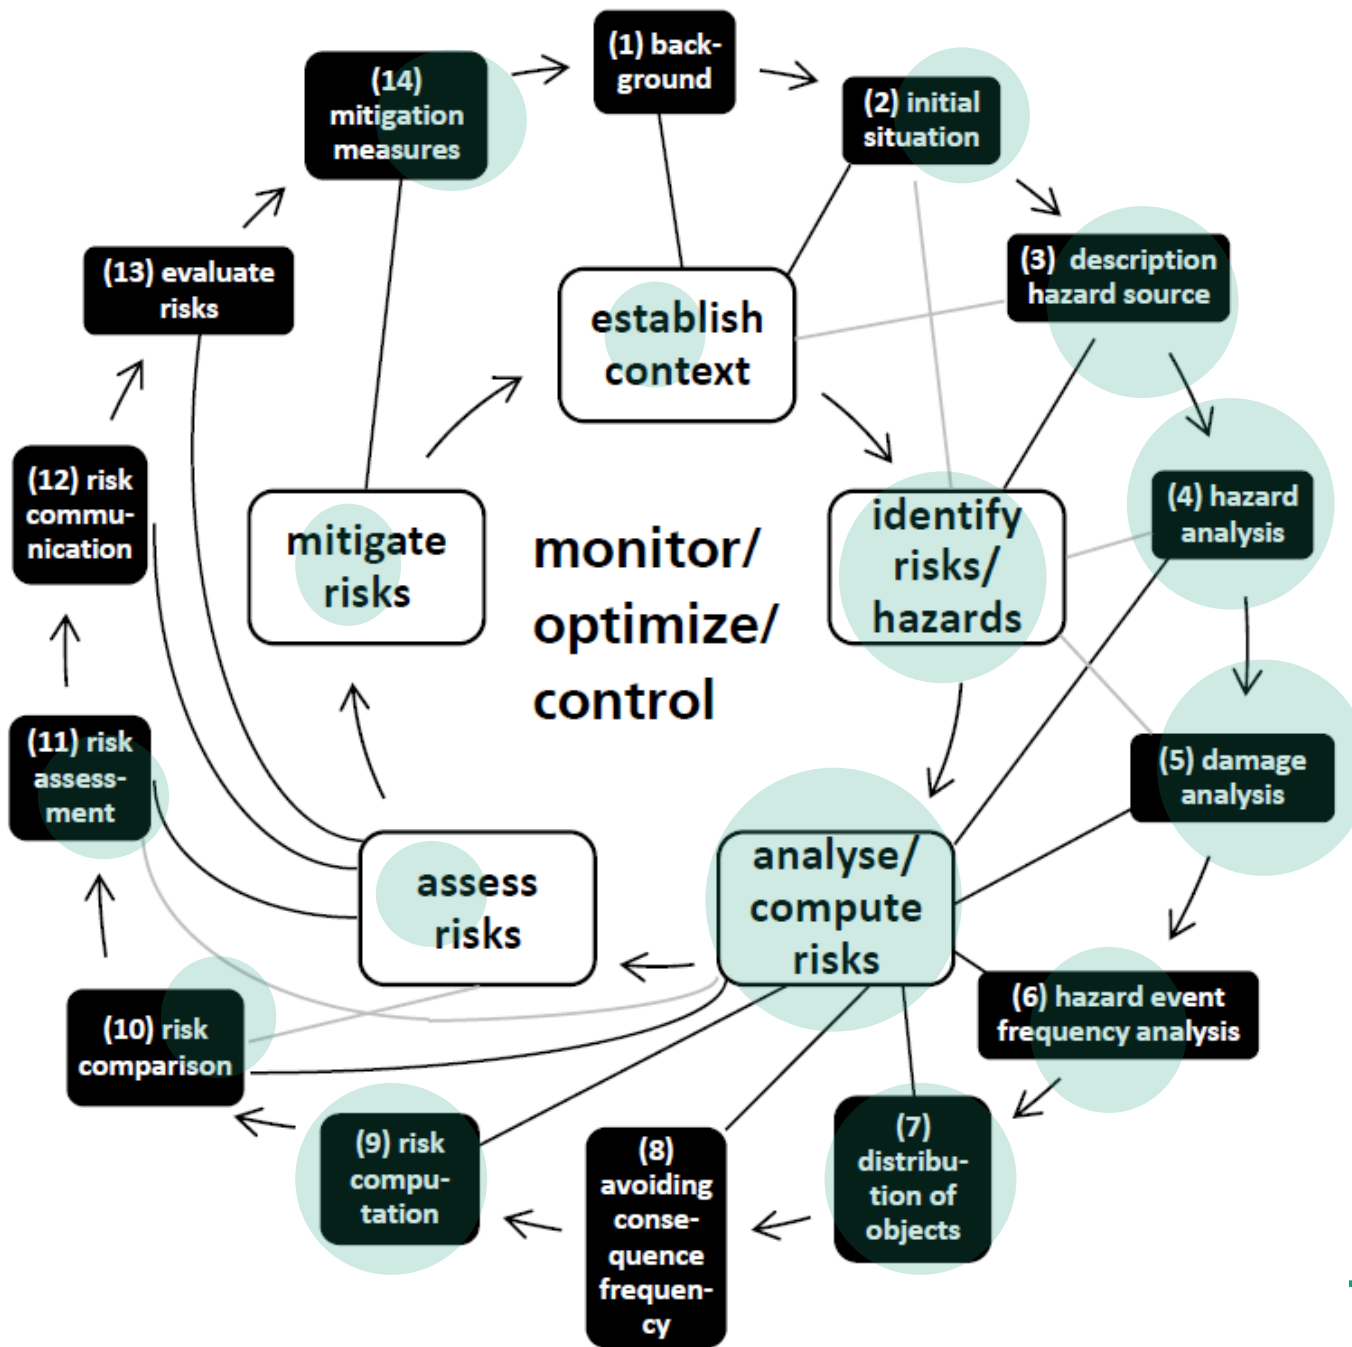 (1) back-
ground
(2) initial
situation
(3) description
hazard source
(4) hazard
analysis
(5) damage
analysis
(6) hazard event
frequency analysis
(7)
distribu-
tion of
objects
(8)
avoiding
conse-
quence
frequen-
cy
(9) risk
compu-
tation
(10) risk
comparison
(11) risk
assess-
ment
(12) risk
commu-
nication
(13) evaluate
risks
(14)
mitigation
measures
establish
context
identify
risks/
hazards
analyse/
compute
risks
assess
risks
mitigate
risks
monitor/
optimize/
control